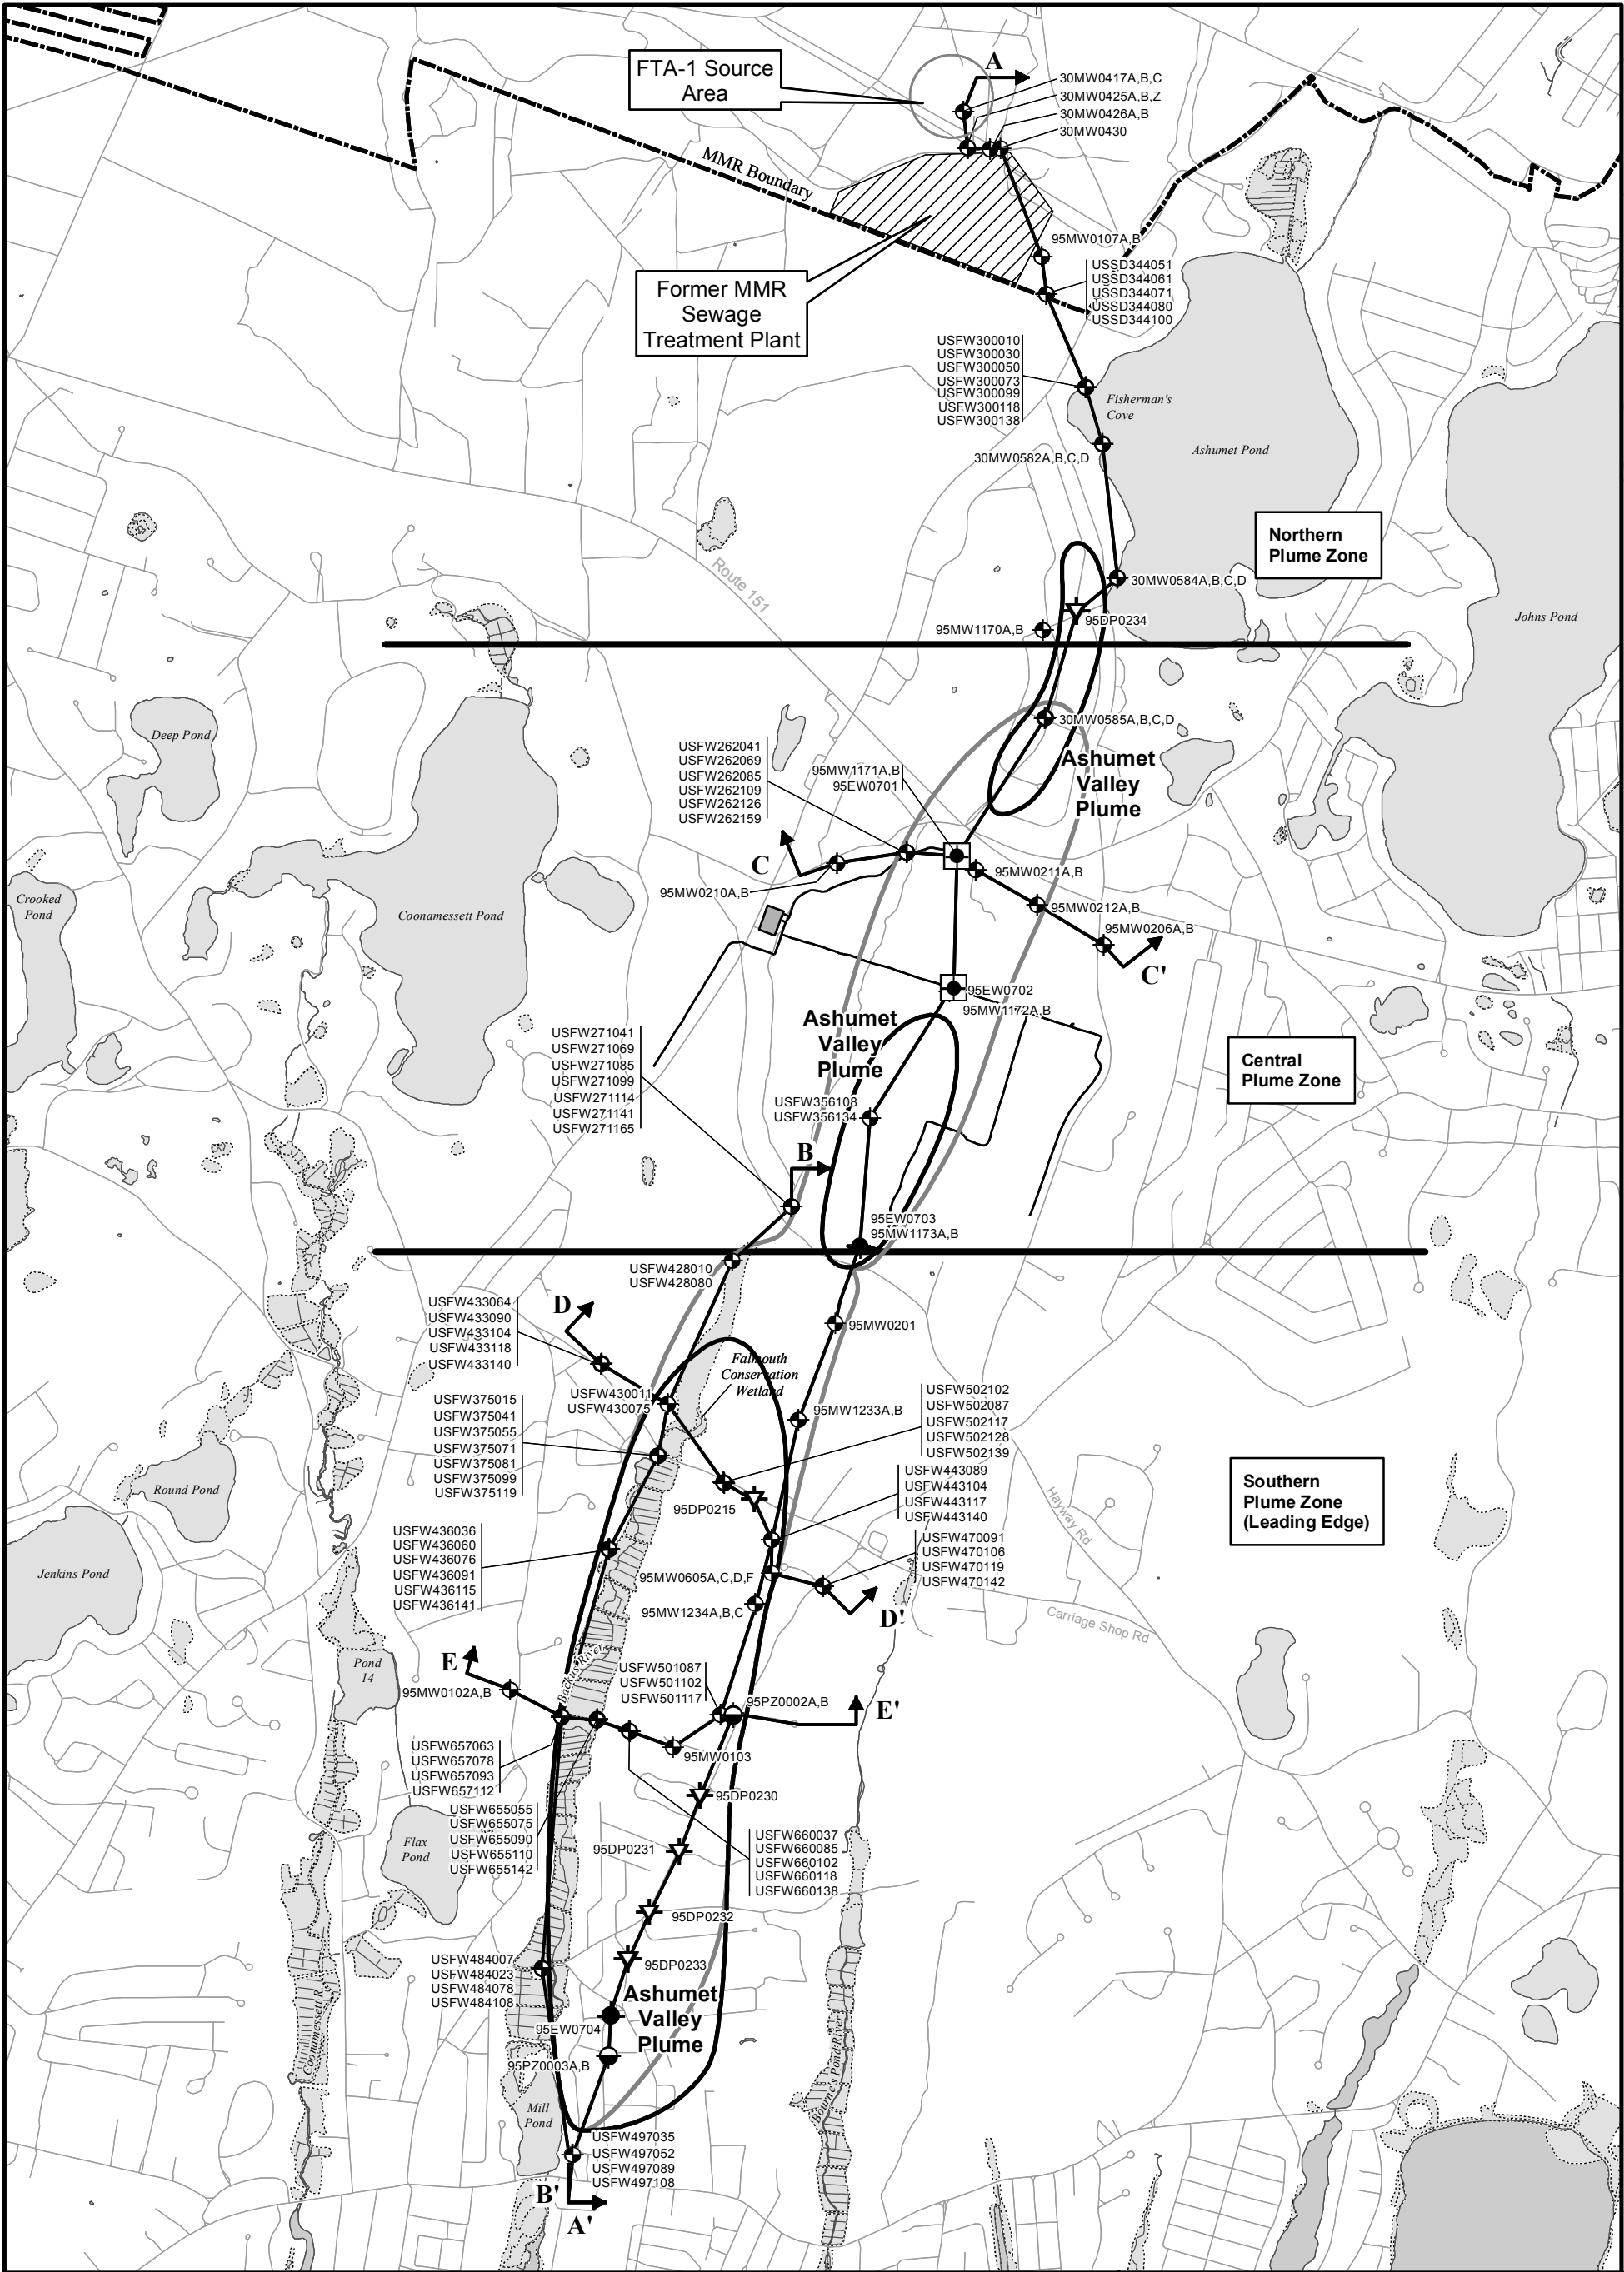 FTA-1 Source
Area
A
30MW0417A,B,C
30MW0425A,B,Z
30MW0426A,B
30MW0430
MMR Boundary
95MW0107A,B
USSD344051
USSD344061
USSD344071
USSD344080
USSD344100
Former MMR
Sewage
Treatment Plant
USFW300010
USFW300030
USFW300050
USFW300073
USFW300099
USFW300118
USFW300138
Fisherman's
Cove
Ashumet Pond
30MW0582A,B,C,D
Northern
Plume Zone
Route 151
30MW0584A,B,C,D
95DP0234
95MW1170A,B
Johns Pond
30MW0585A,B,C,D
Deep Pond
Ashumet
Valley
Plume
USFW262041
USFW262069
USFW262085
USFW262109
USFW262126
USFW262159
95MW1171A,B
95EW0701
C
95MW0210A,B
95MW0211A,B
95MW0212A,B
95MW0206A,B
C'
Crooked
Pond
Coonamessett Pond
95EW0702
95MW1172A,B
Ashumet
Valley
Plume
Central
Plume Zone
USFW271041
USFW271069
USFW271085
USFW271099
USFW271114
USFW271141
USFW271165
USFW356108
USFW356134
B
95EW0703
95MW1173A,B
USFW428010
USFW428080
D
USFW433064
USFW433090
USFW433104
USFW433118
USFW433140
95MW0201
Falmouth
Conservation
Wetland
USFW430011
USFW430075
USFW375015
USFW375041
USFW375055
USFW375071
USFW375081
USFW375099
USFW375119
95MW1233A,B
USFW502102
USFW502087
USFW502117
USFW502128
USFW502139
Round Pond
95DP0215
USFW443089
USFW443104
USFW443117
USFW443140
Hayway Rd
Southern
Plume Zone
(Leading Edge)
USFW436036
USFW436060
USFW436076
USFW436091
USFW436115
USFW436141
USFW470091
USFW470106
USFW470119
USFW470142
Jenkins Pond
95MW0605A,C,D,F
95MW1234A,B,C
D'
Carriage Shop Rd
E
Pond
14
95MW0102A,B
Backus River
USFW501087
USFW501102
USFW501117
95PZ0002A,B
E'
95MW0103
USFW657063
USFW657078
USFW657093
USFW657112
95DP0230
USFW655055
USFW655075
USFW655090
USFW655110
USFW655142
Flax
Pond
95DP0231
USFW660037
USFW660085
USFW660102
USFW660118
USFW660138
95DP0232
95DP0233
USFW484007
USFW484023
USFW484078
USFW484108
Ashumet
Valley
Plume
95EW0704
95PZ0003A,B
Coonamessett R.
Bourne's Pond River
Mill
Pond
USFW497035
USFW497052
USFW497089
USFW497108
B'
A'